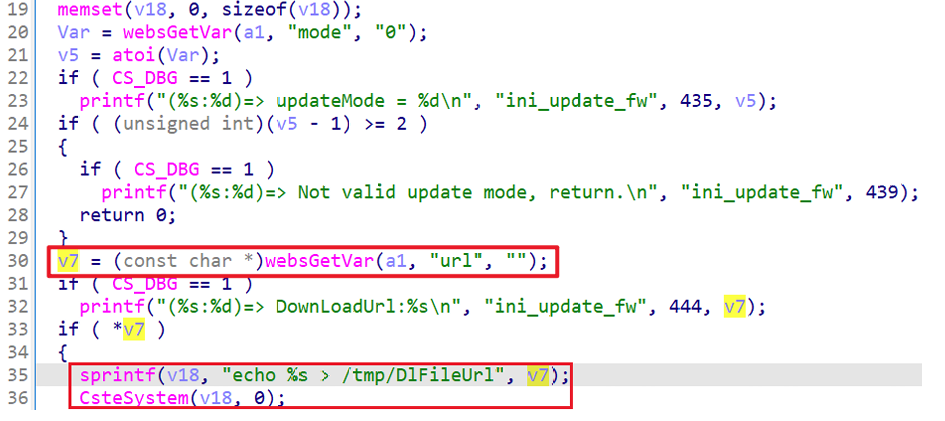 19 memset(v18, 0, sizeof(v18));
20 Var = websGetVar(a1, "mode", "0");
21 v5 = atoi(Var);
22 if ( CS_DBG == 1 )
23 printf("(%s:%d)=> updateMode = %d\n", "ini_update_fw", 435, v5);
24 if ( (unsigned int)(v5 - 1) >= 2 )
25 {
26 if ( CS_DBG == 1 )
27 printf("(%s:%d)=> Not valid update mode, return.\n", "ini_update_fw", 439);
28 return 0;
29 }
30 v7 = (const char *)websGetVar(a1, "url", "");
31 if ( CS_DBG == 1 )
32 printf("(%s:%d)=> DownLoadUrl:%s\n", "ini_update_fw", 444, v7);
33 if ( *v7 )
34 {
35 sprintf(v18, "echo %s > /tmp/DlFileUrl", v7);
36 CsteSystem(v18, 0);